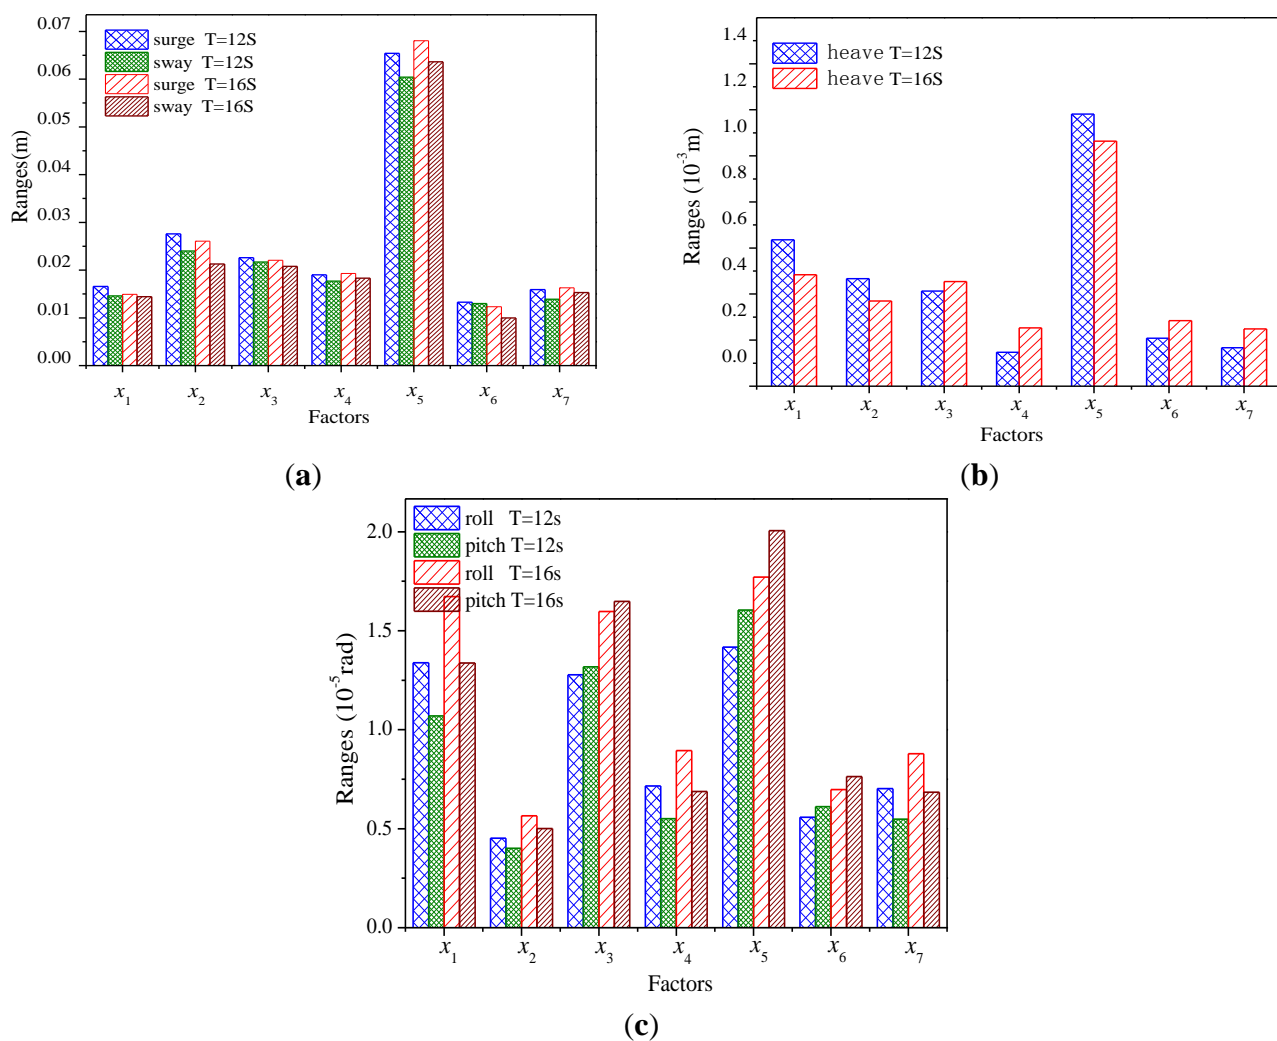 0.07
0.06
0.05
0.04
0.03
0.02
0.01
0.00
Ranges(m)
surge T=12S
sway T=12S
surge T=16S
sway T=16S
x1 x2 x3 x4 x5 x6 x7
Factors
(a)
1.4
1.2
1.0
0.8
0.6
0.4
0.2
0.0
Ranges (10^-3m)
heave T=12S
heave T=16S
x1 x2 x3 x4 x5 x6 x7
Factors
(b)
2.0
1.5
1.0
0.5
0.0
Ranges (10^-5rad)
roll T=12s
pitch T=12s
roll T=16s
pitch T=16s
x1 x2 x3 x4 x5 x6 x7
Factors
(c)